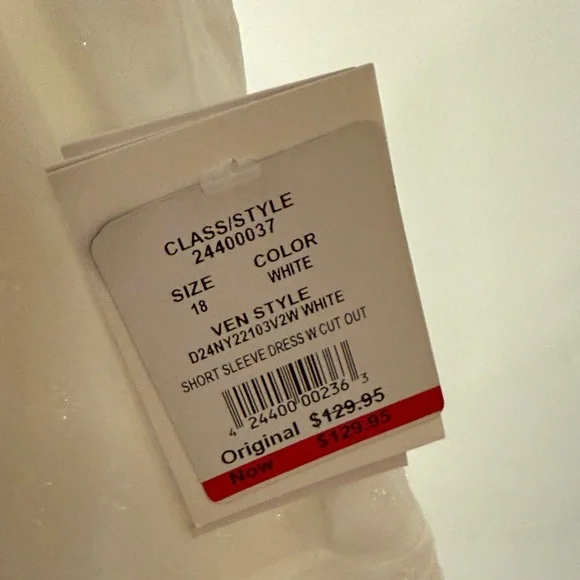 CLASS/STYLE
24400037
SIZE COLOR
18 WHITE
VEN STYLE
D24NY22103V2W WHITE
SHORT SLEEVE DRESS W CUT OUT
4 24400 00236 3
Original $129.95
Now $129.95